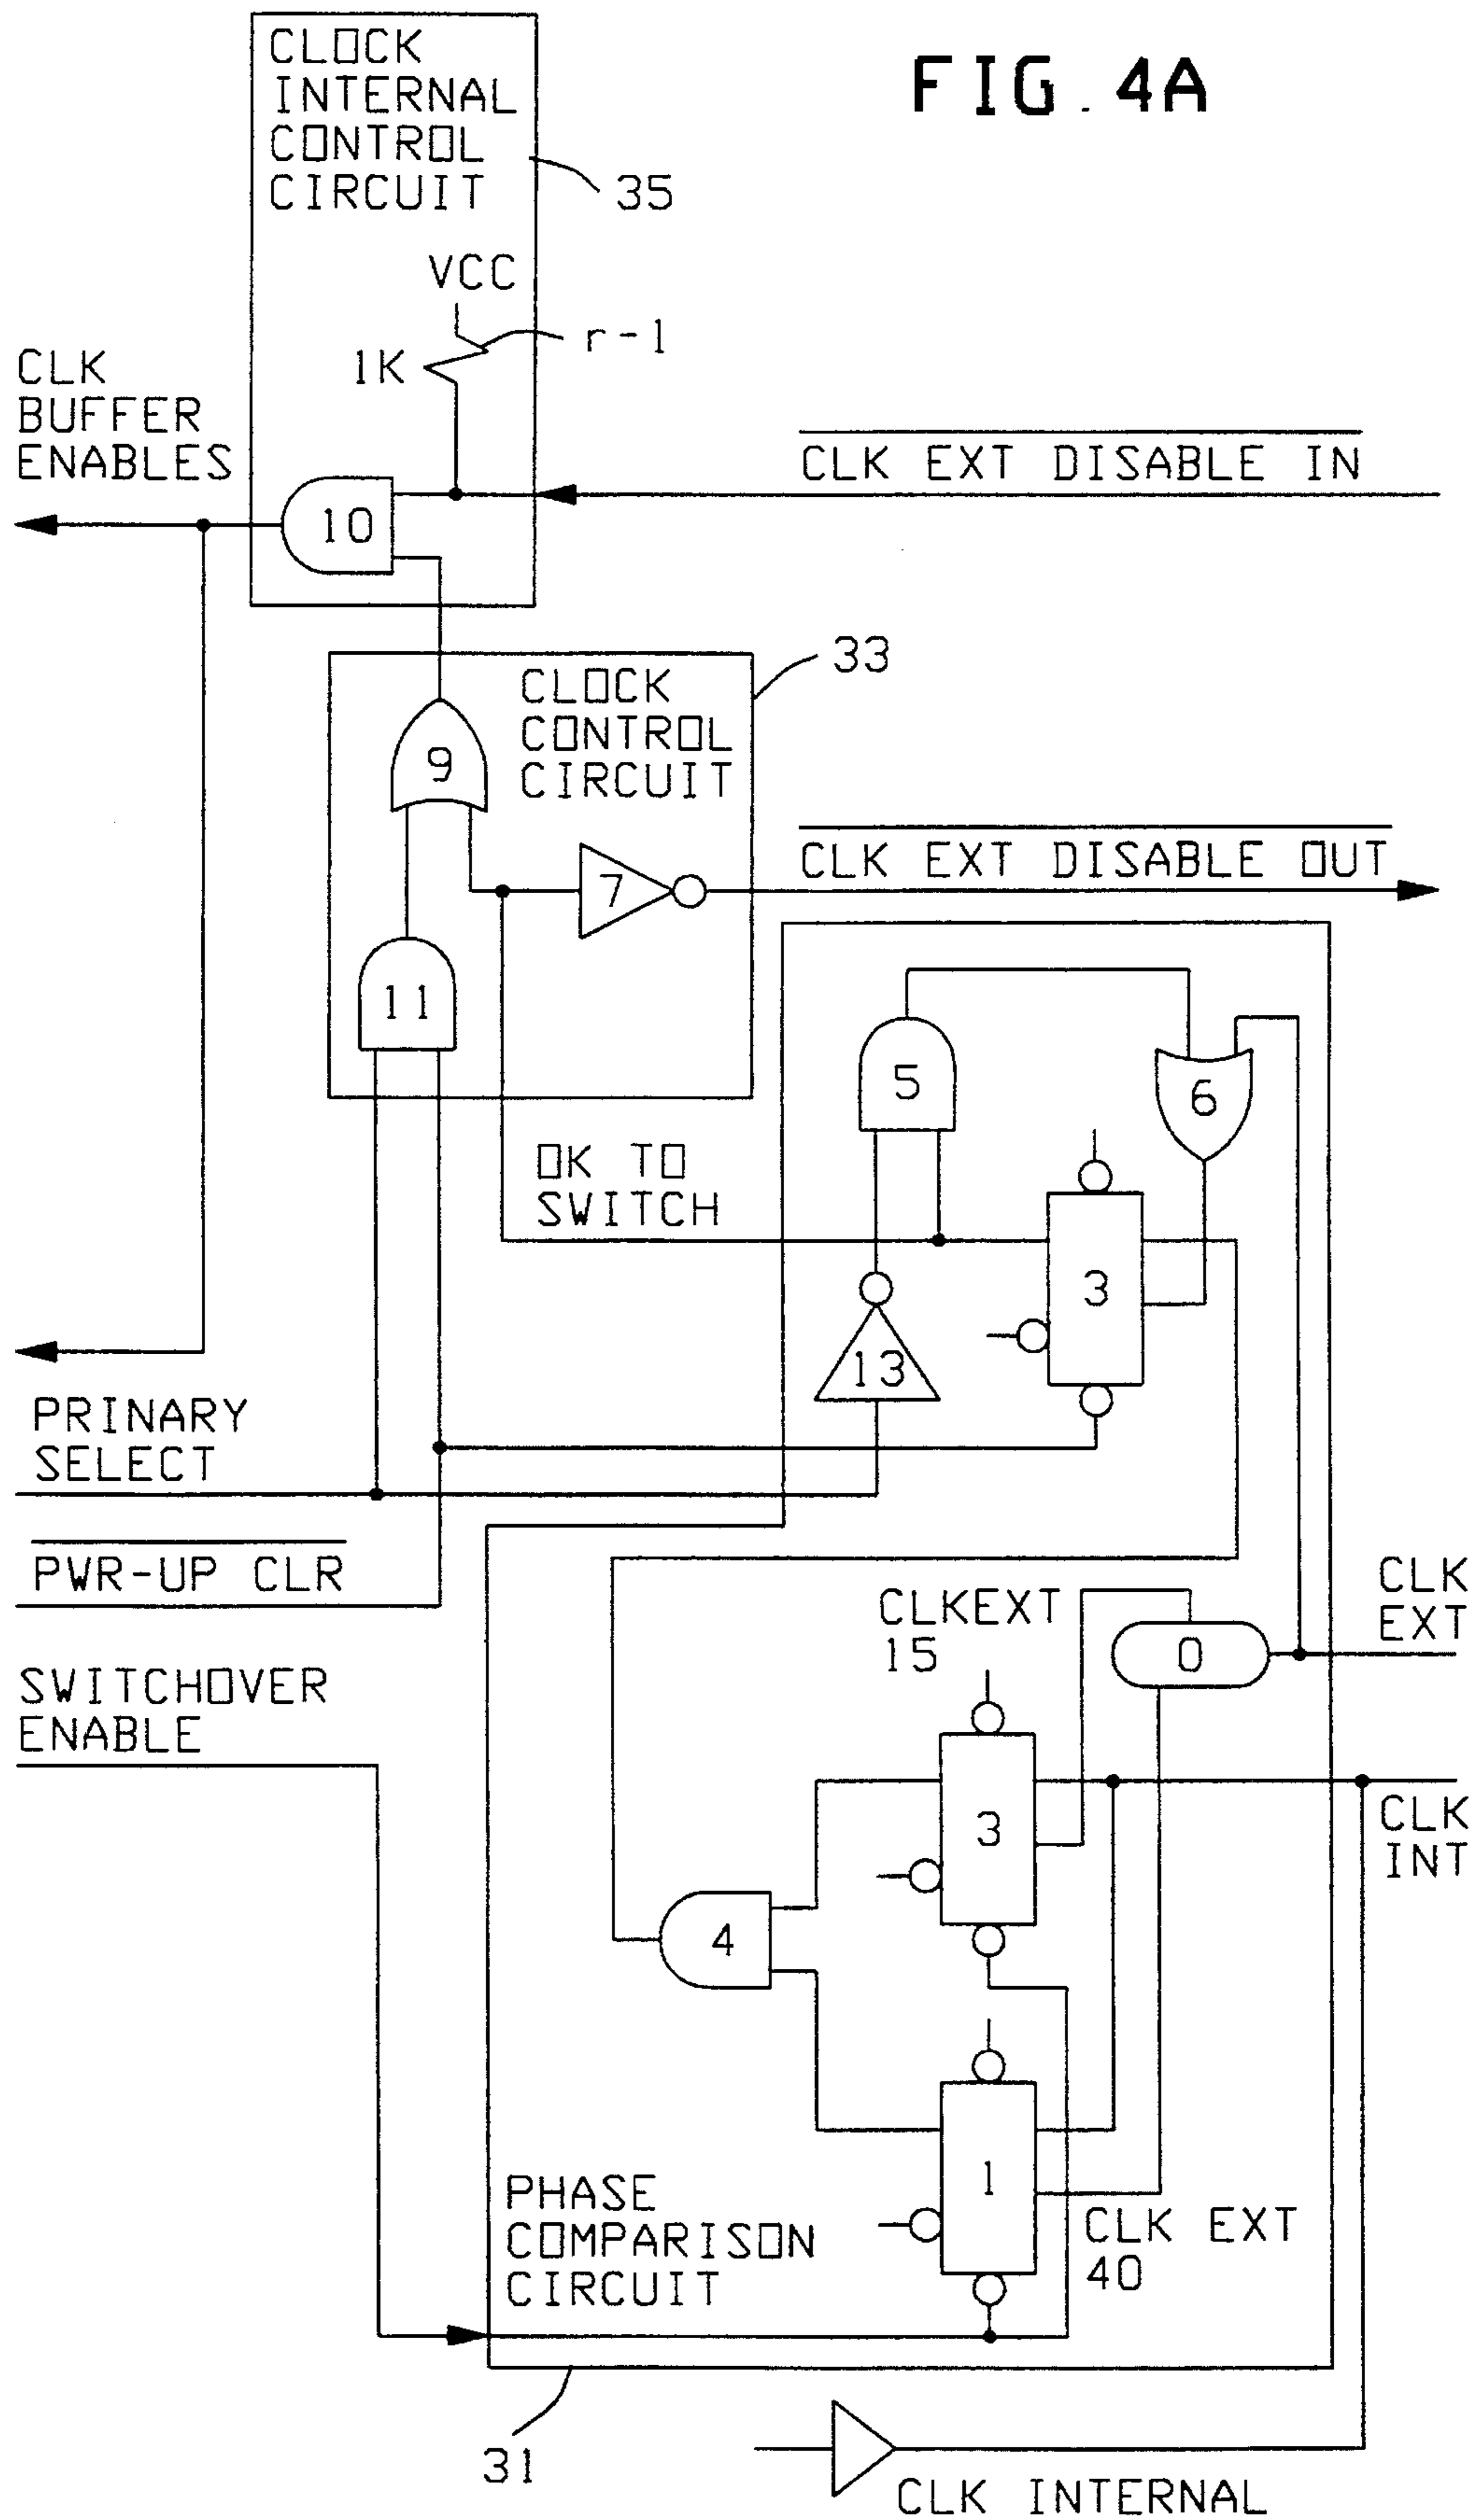 FIG. 4A
CLOCK
INTERNAL
CONTROL
CIRCUIT
35
VCC
r-1
1K
CLK
BUFFER
ENABLES
CLK EXT DISABLE IN
10
33
CLOCK
CONTROL
CIRCUIT
9
CLK EXT DISABLE OUT
7
11
5
6
OK TO
SWITCH
3
13
PRINARY
SELECT
PWR-UP CLR
CLKEXT
15
0
CLK
EXT
SWITCHOVER
ENABLE
3
CLK
INT
4
1
PHASE
COMPARISON
CIRCUIT
CLK EXT
40
31
CLK INTERNAL